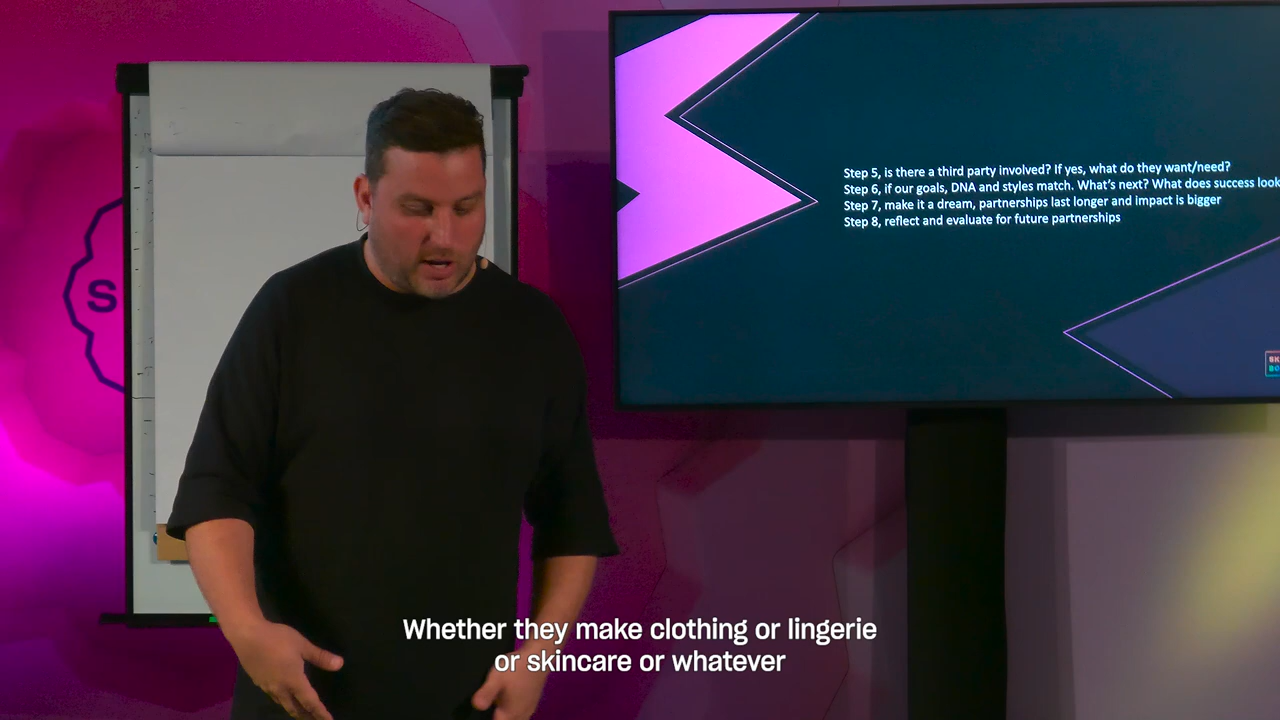 S
Step 5, is there a third party involved? If yes, what do they want/need?
Step 6, if our goals, DNA and styles match. What's next? What does success look
Step 7, make it a dream, partnerships last longer and impact is bigger
Step 8, reflect and evaluate for future partnerships
SK
BO
Whether they make clothing or lingerie
or skincare or whatever